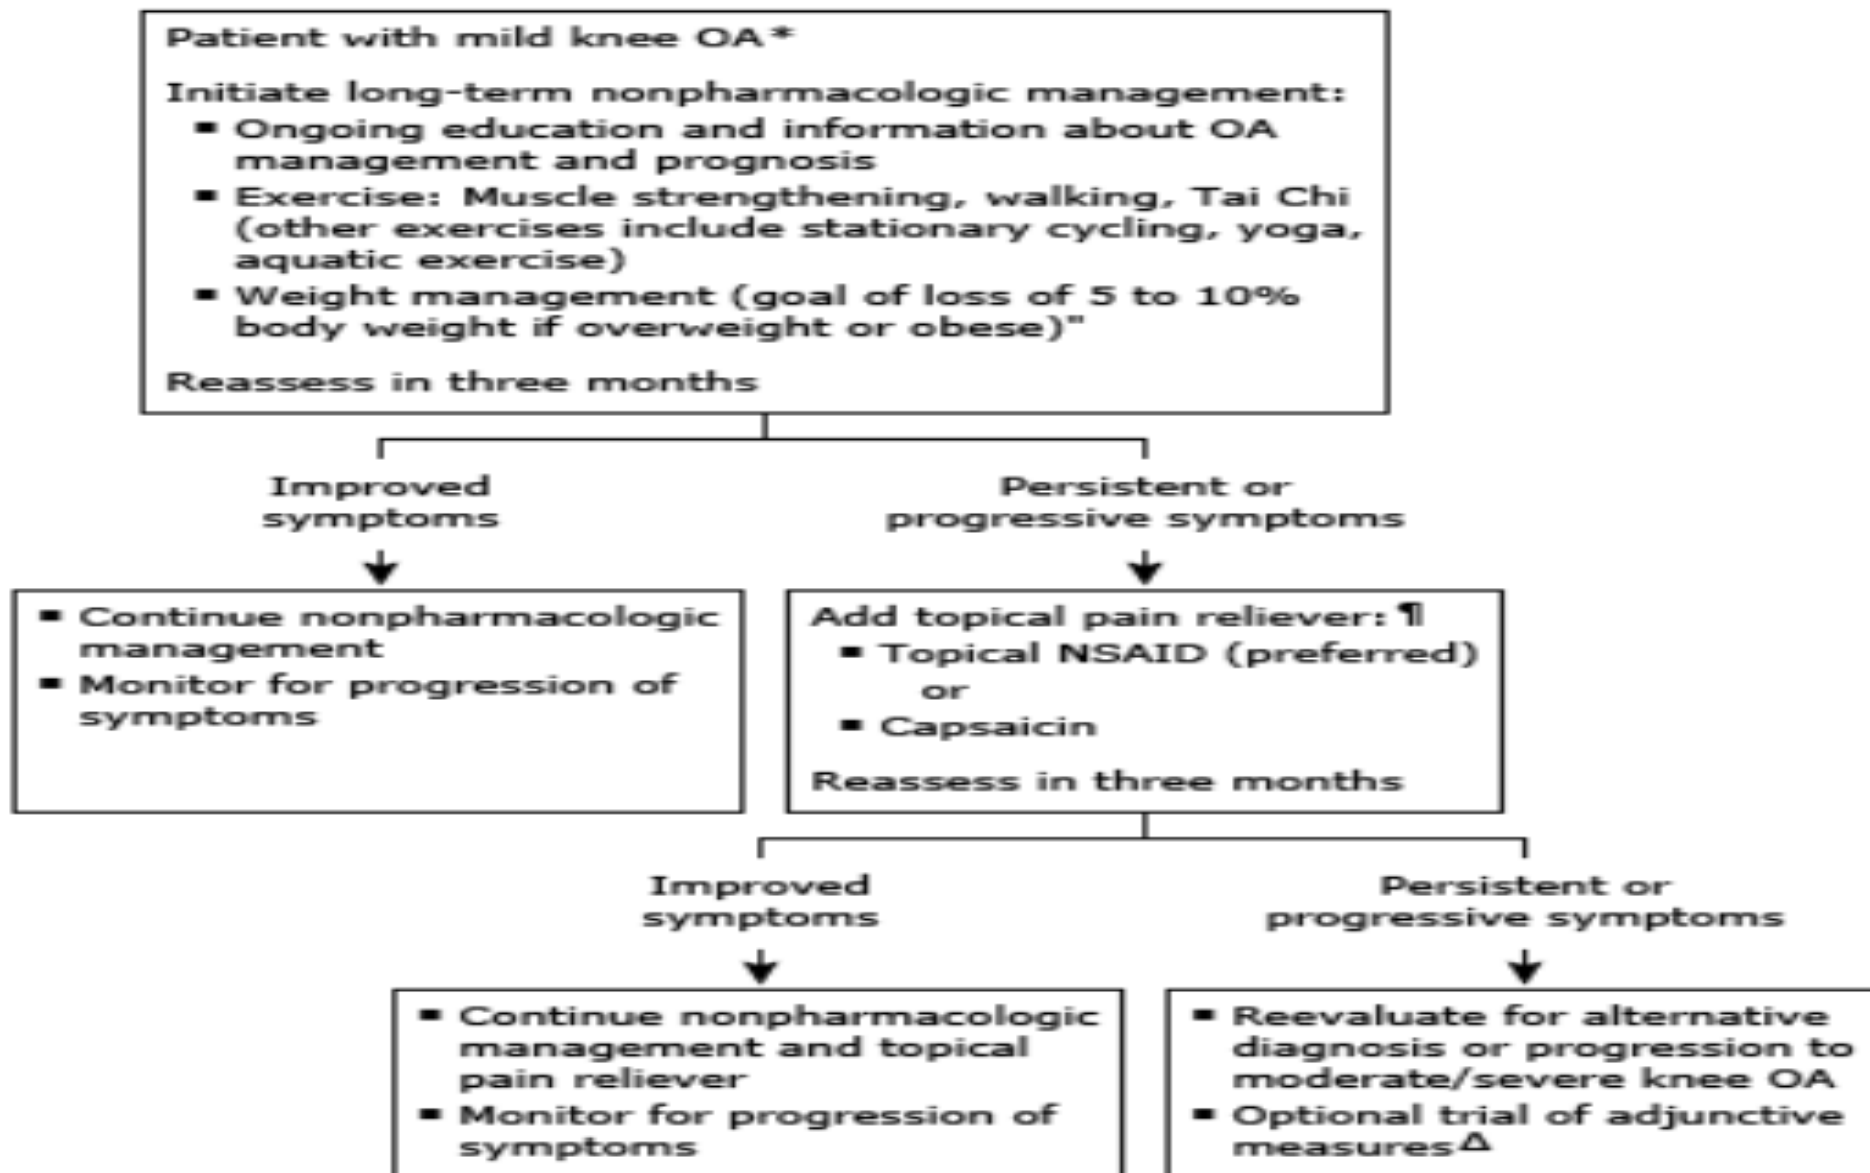 Patient with mild knee OA*
Initiate long-term nonpharmacologic management:
▪ Ongoing education and information about OA
management and prognosis
▪ Exercise: Muscle strengthening, walking, Tai Chi
(other exercises include stationary cycling, yoga,
aquatic exercise)
▪ Weight management (goal of loss of 5 to 10%
body weight if overweight or obese)"
Reassess in three months
Improved
symptoms
Persistent or
progressive symptoms
▪ Continue nonpharmacologic
management
▪ Monitor for progression of
symptoms
Add topical pain reliever: ¶
▪ Topical NSAID (preferred)
or
▪ Capsaicin
Reassess in three months
Improved
symptoms
Persistent or
progressive symptoms
▪ Continue nonpharmacologic
management and topical
pain reliever
▪ Monitor for progression of
symptoms
▪ Reevaluate for alternative
diagnosis or progression to
moderate/severe knee OA
▪ Optional trial of adjunctive
measures Δ